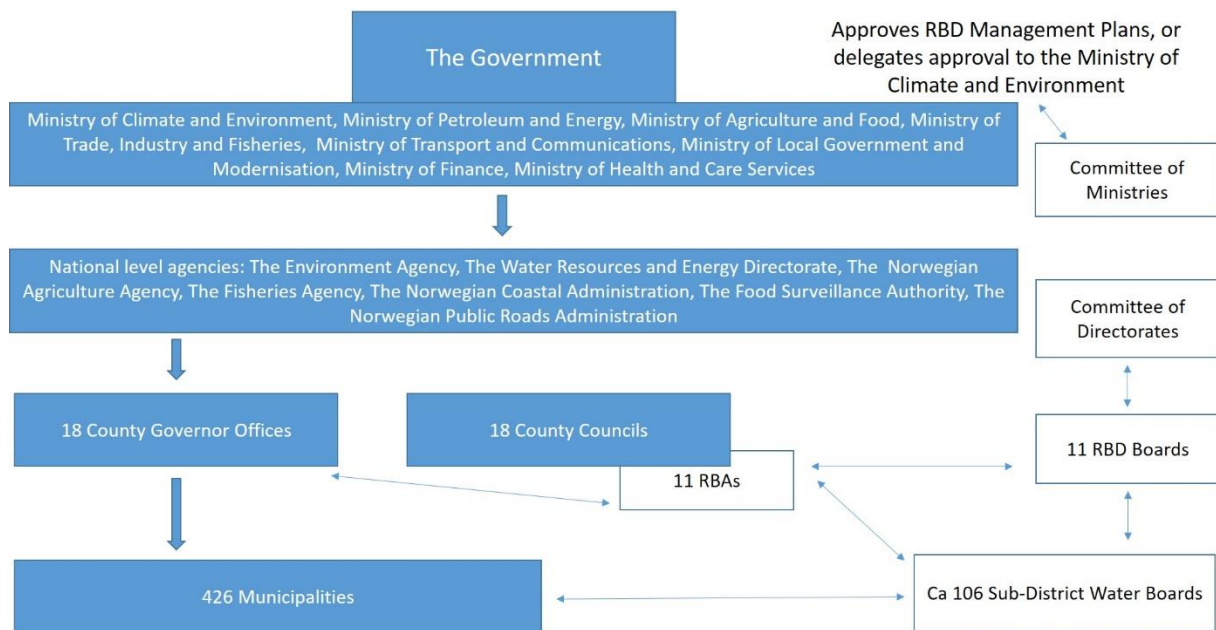 The Government
Approves RBD Management Plans, or
delegates approval to the Ministry of
Climate and Environment
Ministry of Climate and Environment, Ministry of Petroleum and Energy, Ministry of Agriculture and Food, Ministry of
Trade, Industry and Fisheries, Ministry of Transport and Communications, Ministry of Local Government and
Modernisation, Ministry of Finance, Ministry of Health and Care Services
Committee of
Ministries
National level agencies: The Environment Agency, The Water Resources and Energy Directorate, The Norwegian
Agriculture Agency, The Fisheries Agency, The Norwegian Coastal Administration, The Food Surveillance Authority, The
Norwegian Public Roads Administration
Committee of
Directorates
18 County Governor Offices
18 County Councils
11 RBD Boards
11 RBAs
426 Municipalities
Ca 106 Sub-District Water Boards